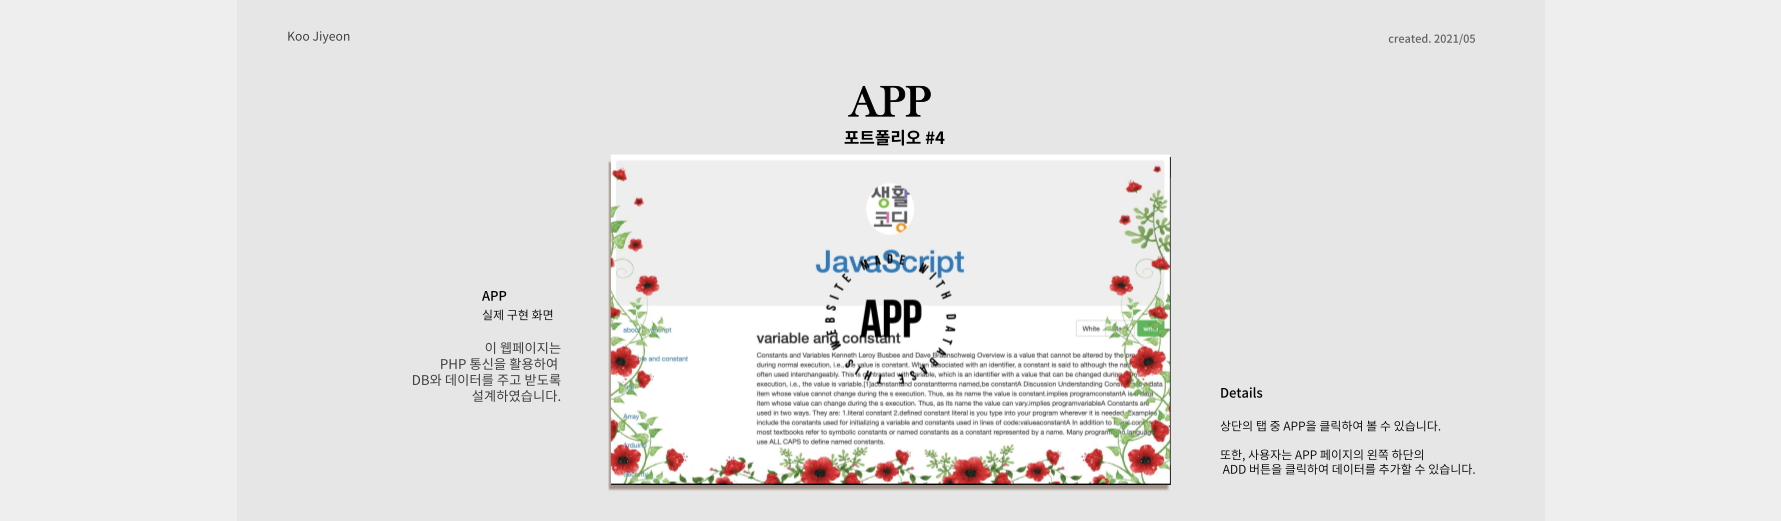 Koo Jiyeon
created. 2021/05
APP
포트폴리오 #4
생활
코딩
JavaScript
WEBSITE MADE WITH DATABASE THIS
APP
APP
실제 구현 화면
이 웹페이지는
PHP 통신을 활용하여
DB와 데이터를 주고 받도록
설계하였습니다.
White
variable and constant
Constants and Variables Kenneth Leroy Busbee and Dave Braunschweig Overview is a value that cannot be altered by the
during normal execution, i.e., value is constant. When associated with an identifier, a constant is said to although the
often used interchangeably. This is contrasted with variable, which is an identifier with a value that can be changed during
execution, i.e., the value is variable.[1]aconstantand constantterms named,be constantA Discussion Understanding data
item whose value cannot change during the s execution. Thus, as its name the value is constant.implies programconstantA is a data
item whose value can change during the s execution. Thus, as its name the value can vary.implies programvariableA Constants are
used in two ways. They are: 1.literal constant 2.defined constant literal is you type into your program wherever it is needed. Examples
include the constants used for initializing a variable and constants used in lines of code:valueaconstantA In addition to
most textbooks refer to symbolic constants or named constants as a constant represented by a name. Many language
use ALL CAPS to define named constants.
and constant
Array
Details
상단의 탭 중 APP을 클릭하여 볼 수 있습니다.
또한, 사용자는 APP 페이지의 왼쪽 하단의
ADD 버튼을 클릭하여 데이터를 추가할 수 있습니다.